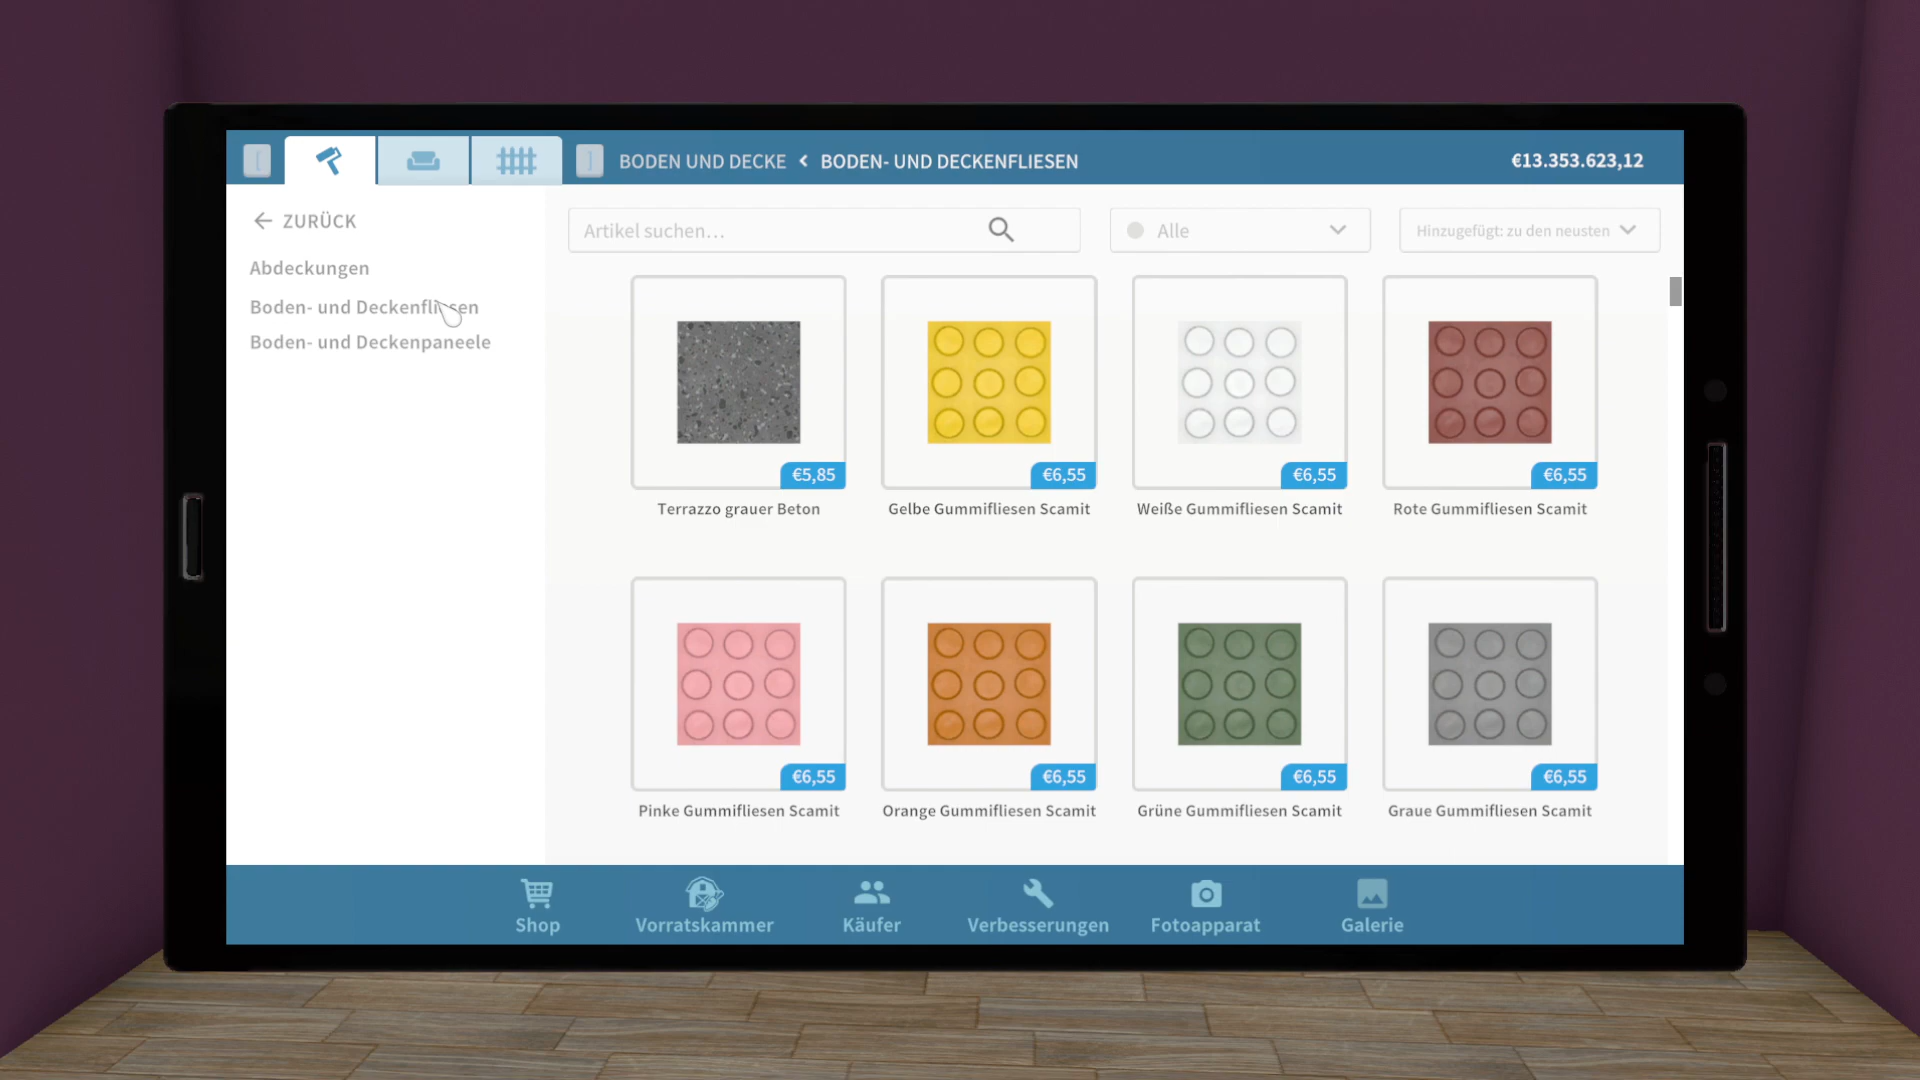 BODEN UND DECKE < BODEN- UND DECKENFLIESEN
€13.353.623,12
ZURÜCK
Abdeckungen
Boden- und Deckenfliesen
Boden- und Deckenpaneele
Artikel suchen...
Alle
Hinzugefügt: zu den neusten
€5,85
€6,55
€6,55
€6,55
Terrazzo grauer Beton
Gelbe Gummifliesen Scamit
Weiße Gummifliesen Scamit
Rote Gummifliesen Scamit
€6,55
€6,55
€6,55
€6,55
Pinke Gummifliesen Scamit
Orange Gummifliesen Scamit
Grüne Gummifliesen Scamit
Graue Gummifliesen Scamit
Shop
Vorratskammer
Käufer
Verbesserungen
Fotoapparat
Galerie